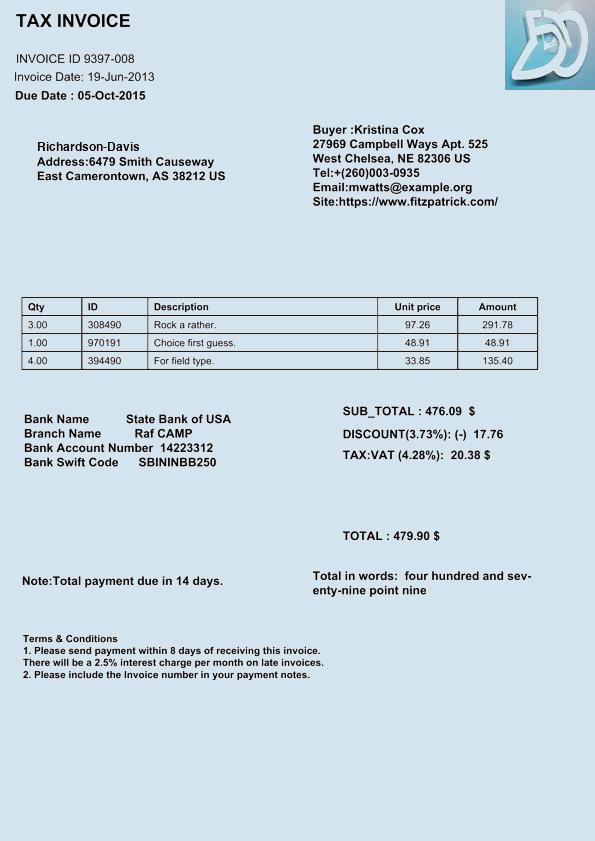 TAX INVOICE
INVOICE ID 9397-008
Invoice Date: 19-Jun-2013
Due Date : 05-Oct-2015
Richardson-Davis
Address:6479 Smith Causeway
East Camerontown, AS 38212 US
Buyer :Kristina Cox
27969 Campbell Ways Apt. 525
West Chelsea, NE 82306 US
Tel:+(260)003-0935
Email:mwatts@example.org
Site:https://www.fitzpatrick.com/
Qty ID Description Unit price Amount
3.00 308490 Rock a rather. 97.26 291.78
1.00 970191 Choice first guess. 48.91 48.91
4.00 394490 For field type. 33.85 135.40
Bank Name State Bank of USA
Branch Name Raf CAMP
Bank Account Number 14223312
Bank Swift Code SBININBB250
SUB_TOTAL : 476.09 $
DISCOUNT(3.73%): (-) 17.76
TAX:VAT (4.28%): 20.38 $
TOTAL : 479.90 $
Note:Total payment due in 14 days.
Total in words: four hundred and sev-
enty-nine point nine
Terms & Conditions
1. Please send payment within 8 days of receiving this invoice.
There will be a 2.5% interest charge per month on late invoices.
2. Please include the Invoice number in your payment notes.